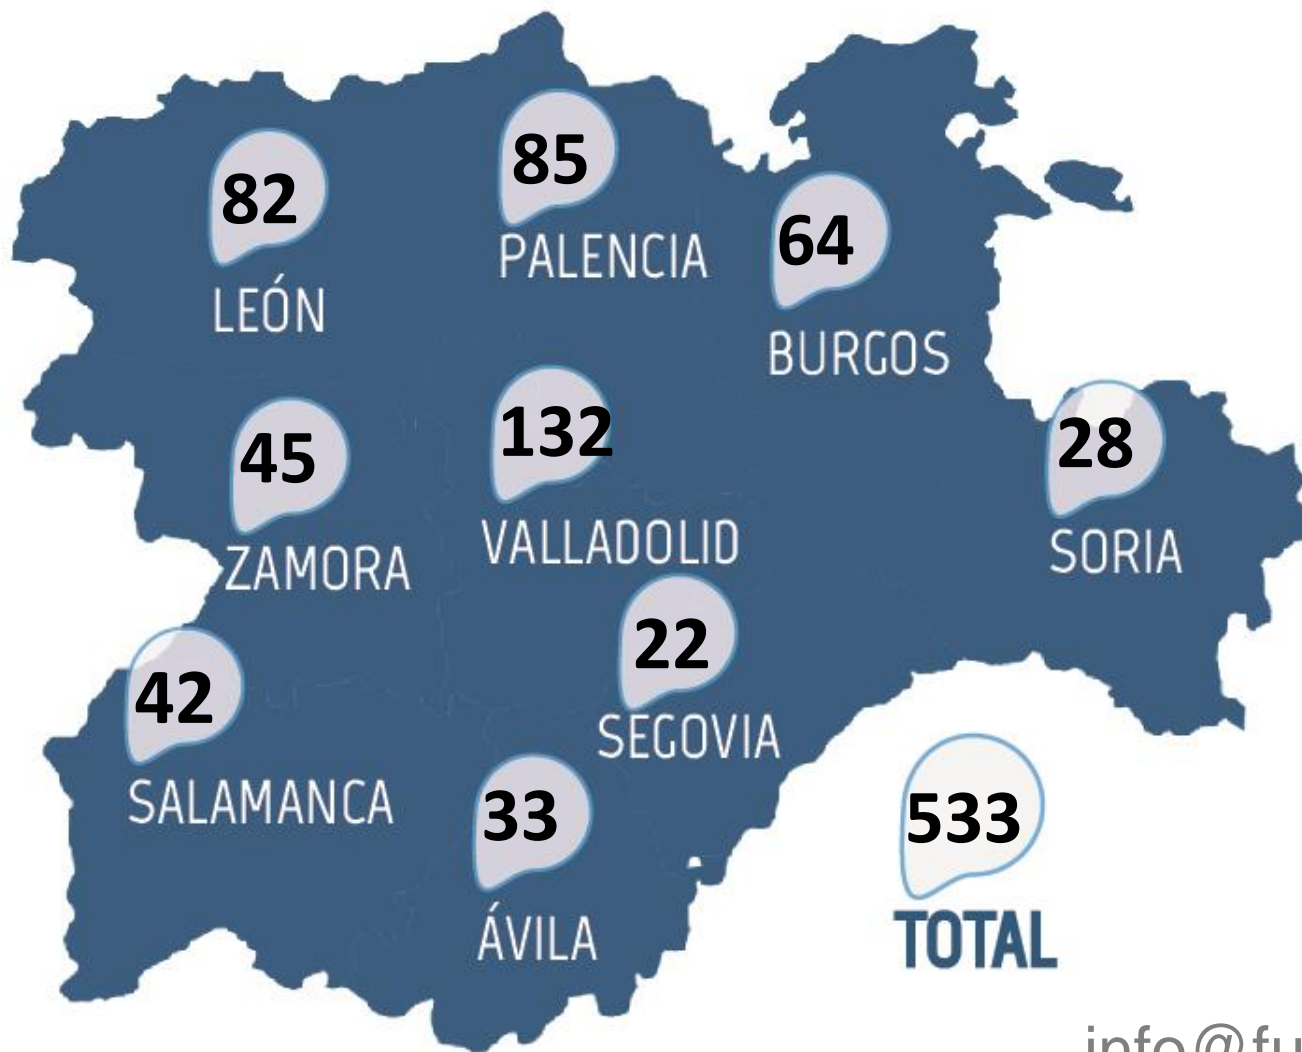 85
PALENCIA
82
LEÓN
64
BURGOS
132
VALLADOLID
45
ZAMORA
28
SORIA
22
SEGOVIA
42
SALAMANCA
33
ÁVILA
533
TOTAL